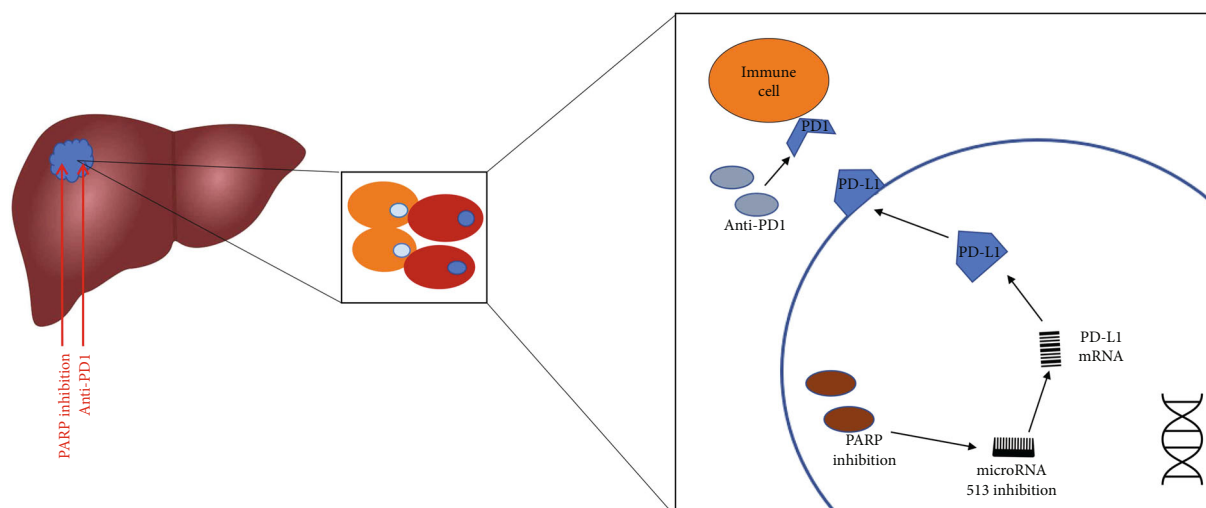 PARP inhibition
Anti-PD1
Immune
cell
PD1
Anti-PD1
PD-L1
PD-L1
PD-L1
mRNA
PARP
inhibition
microRNA
513 inhibition